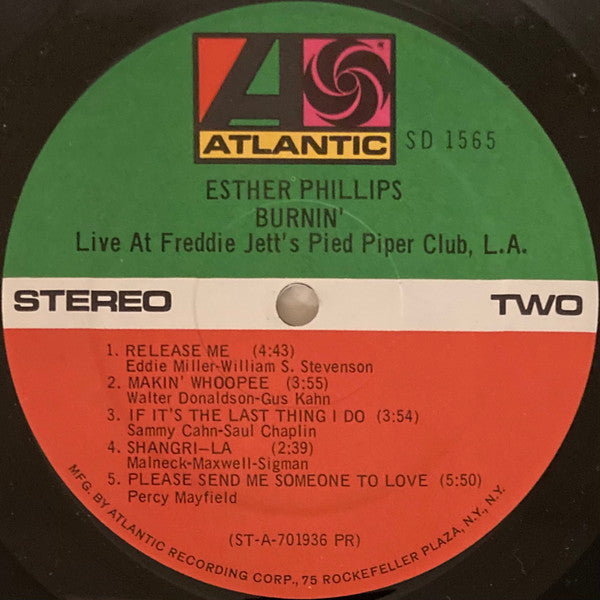 ATLANTIC
SD 1565
ESTHER PHILLIPS
BURNIN'
Live At Freddie Jett's Pied Piper Club, L.A.
STEREO
TWO
1. RELEASE ME (4:43)
Eddie Miller-William S. Stevenson
2. MAKIN' WHOOPEE (3:55)
Walter Donaldson-Gus Kahn
3. IF IT'S THE LAST THING I DO (3:54)
Sammy Cahn-Saul Chaplin
4. SHANGRI-LA (2:39)
Malneck-Maxwell-Sigman
5. PLEASE SEND ME SOMEONE TO LOVE (5:50)
Percy Mayfield
(ST-A-701936 PR)
MFG. BY ATLANTIC RECORDING CORP., 75 ROCKEFELLER PLAZA, N.Y., N.Y.